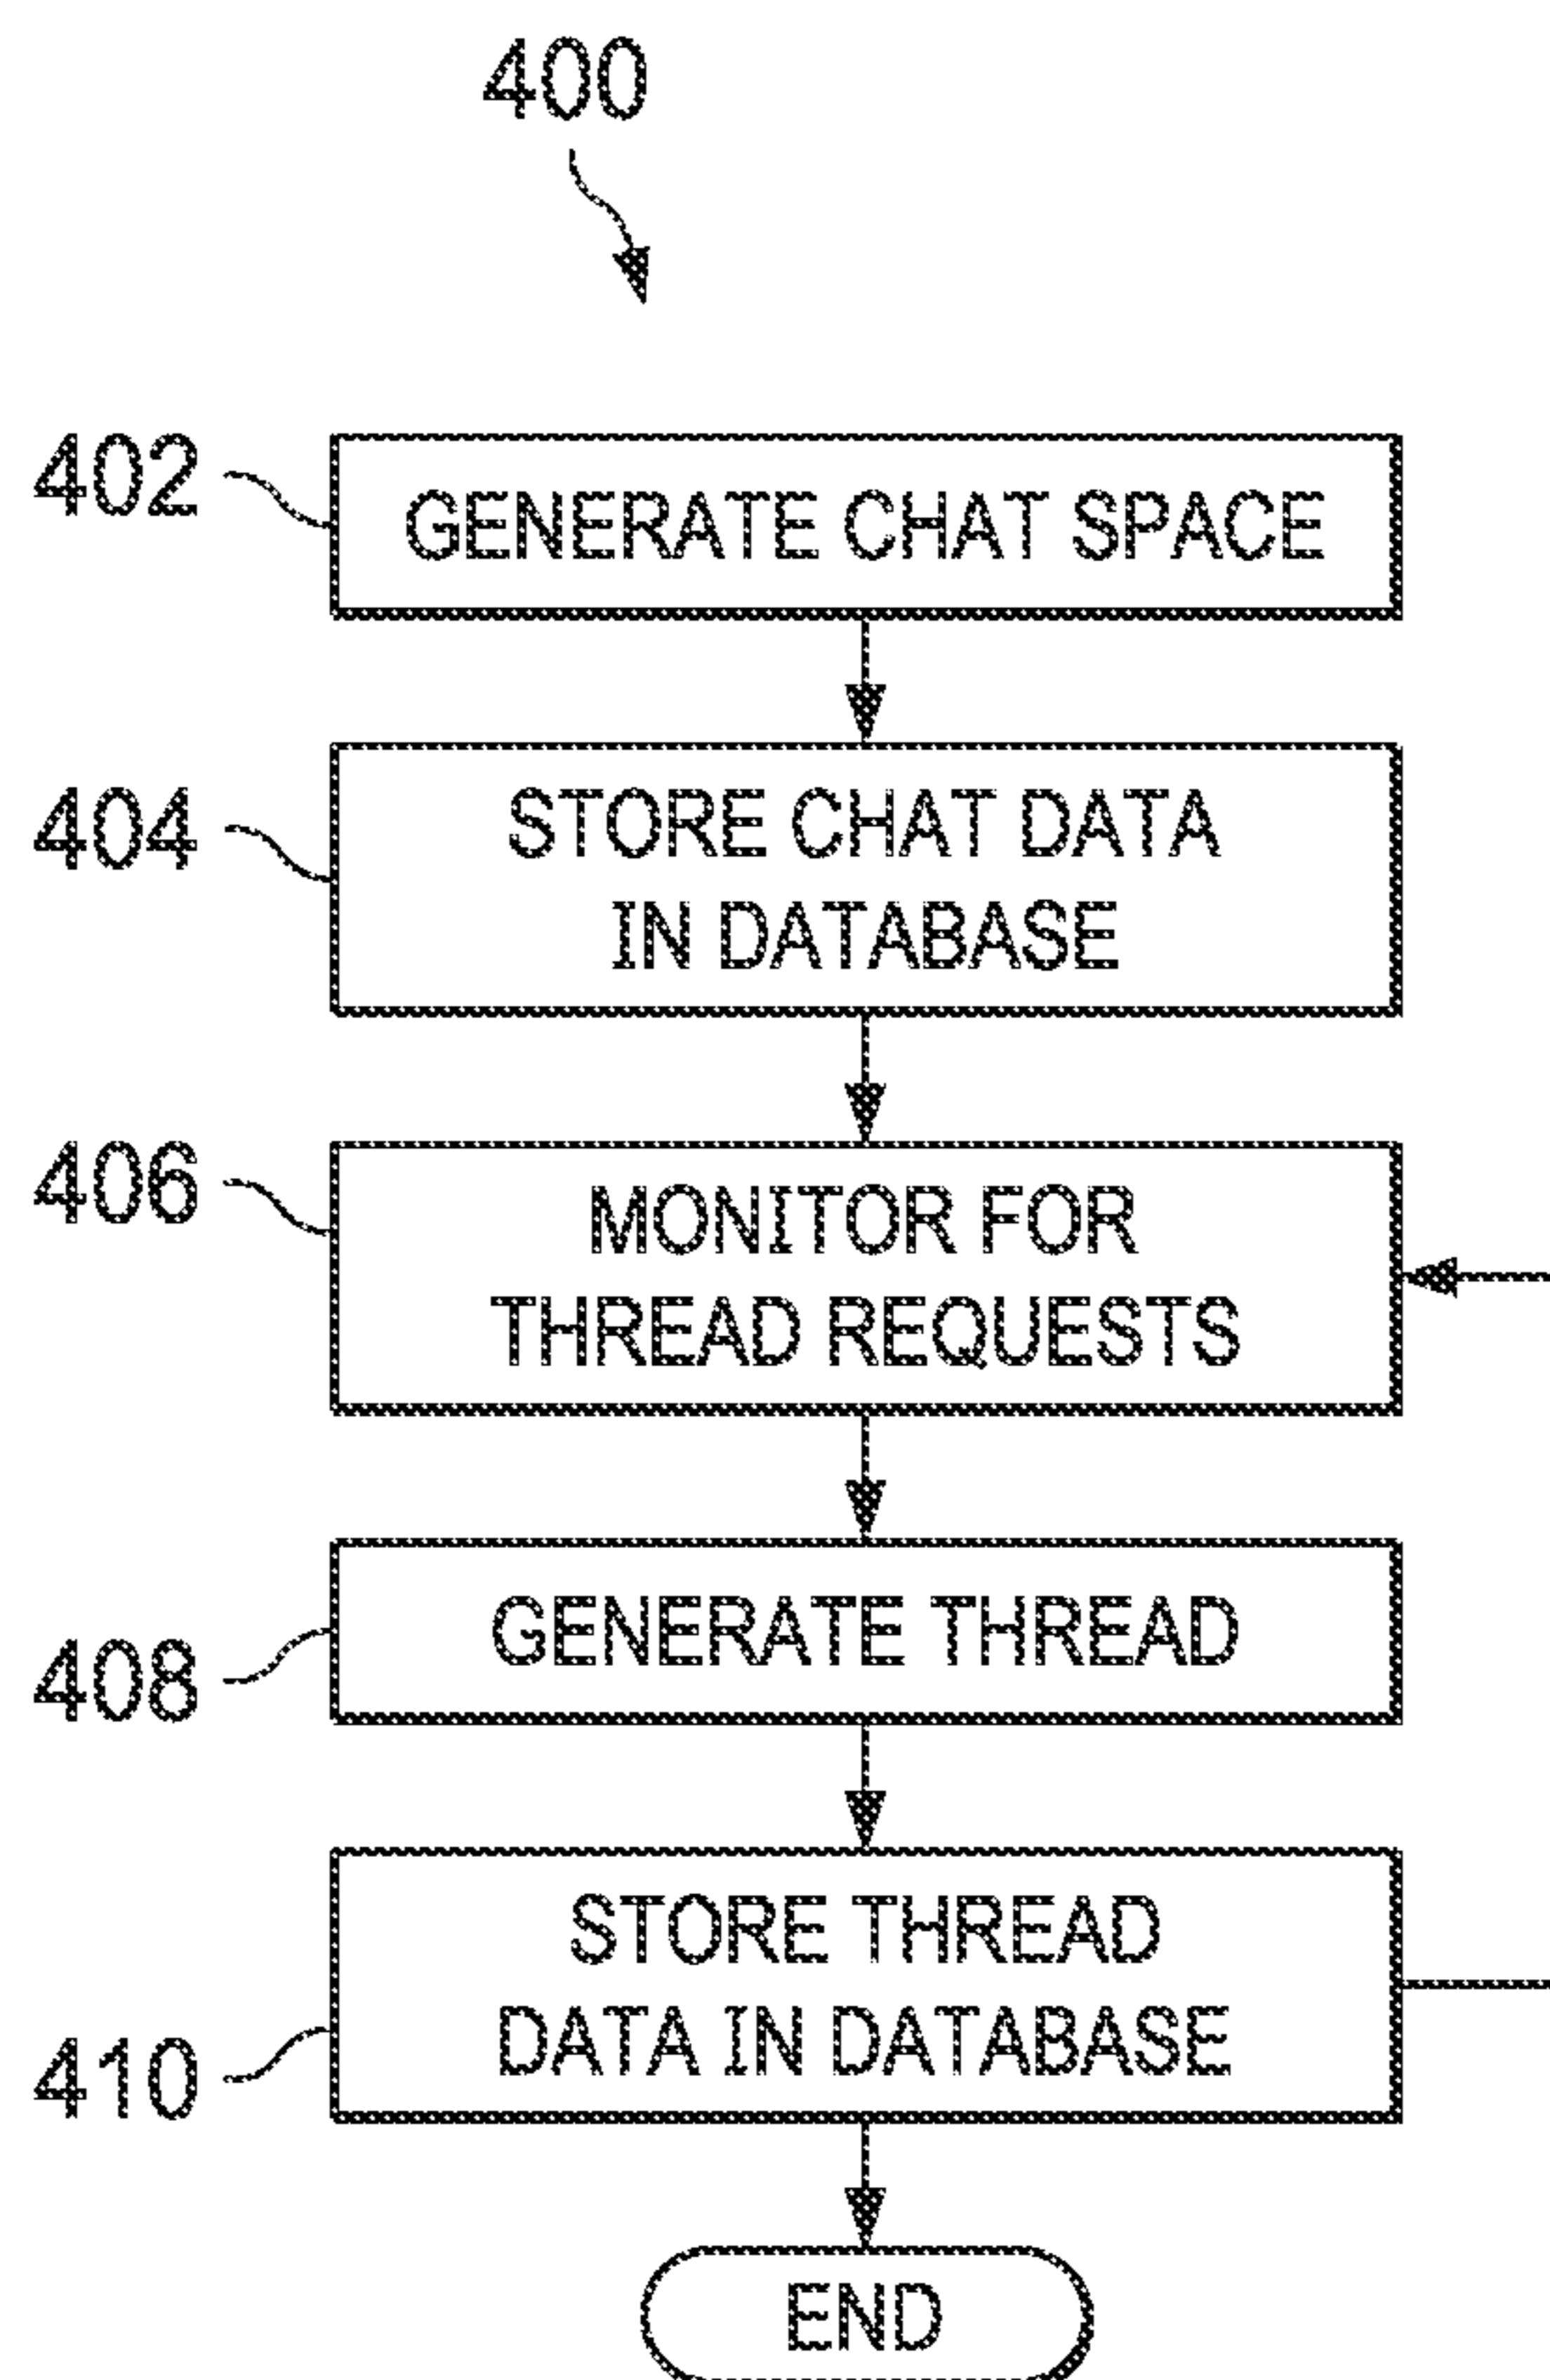 400
402
GENERATE CHAT SPACE
404
STORE CHAT DATA
IN DATABASE
406
MONITOR FOR
THREAD REQUESTS
408
GENERATE THREAD
410
STORE THREAD
DATA IN DATABASE
END